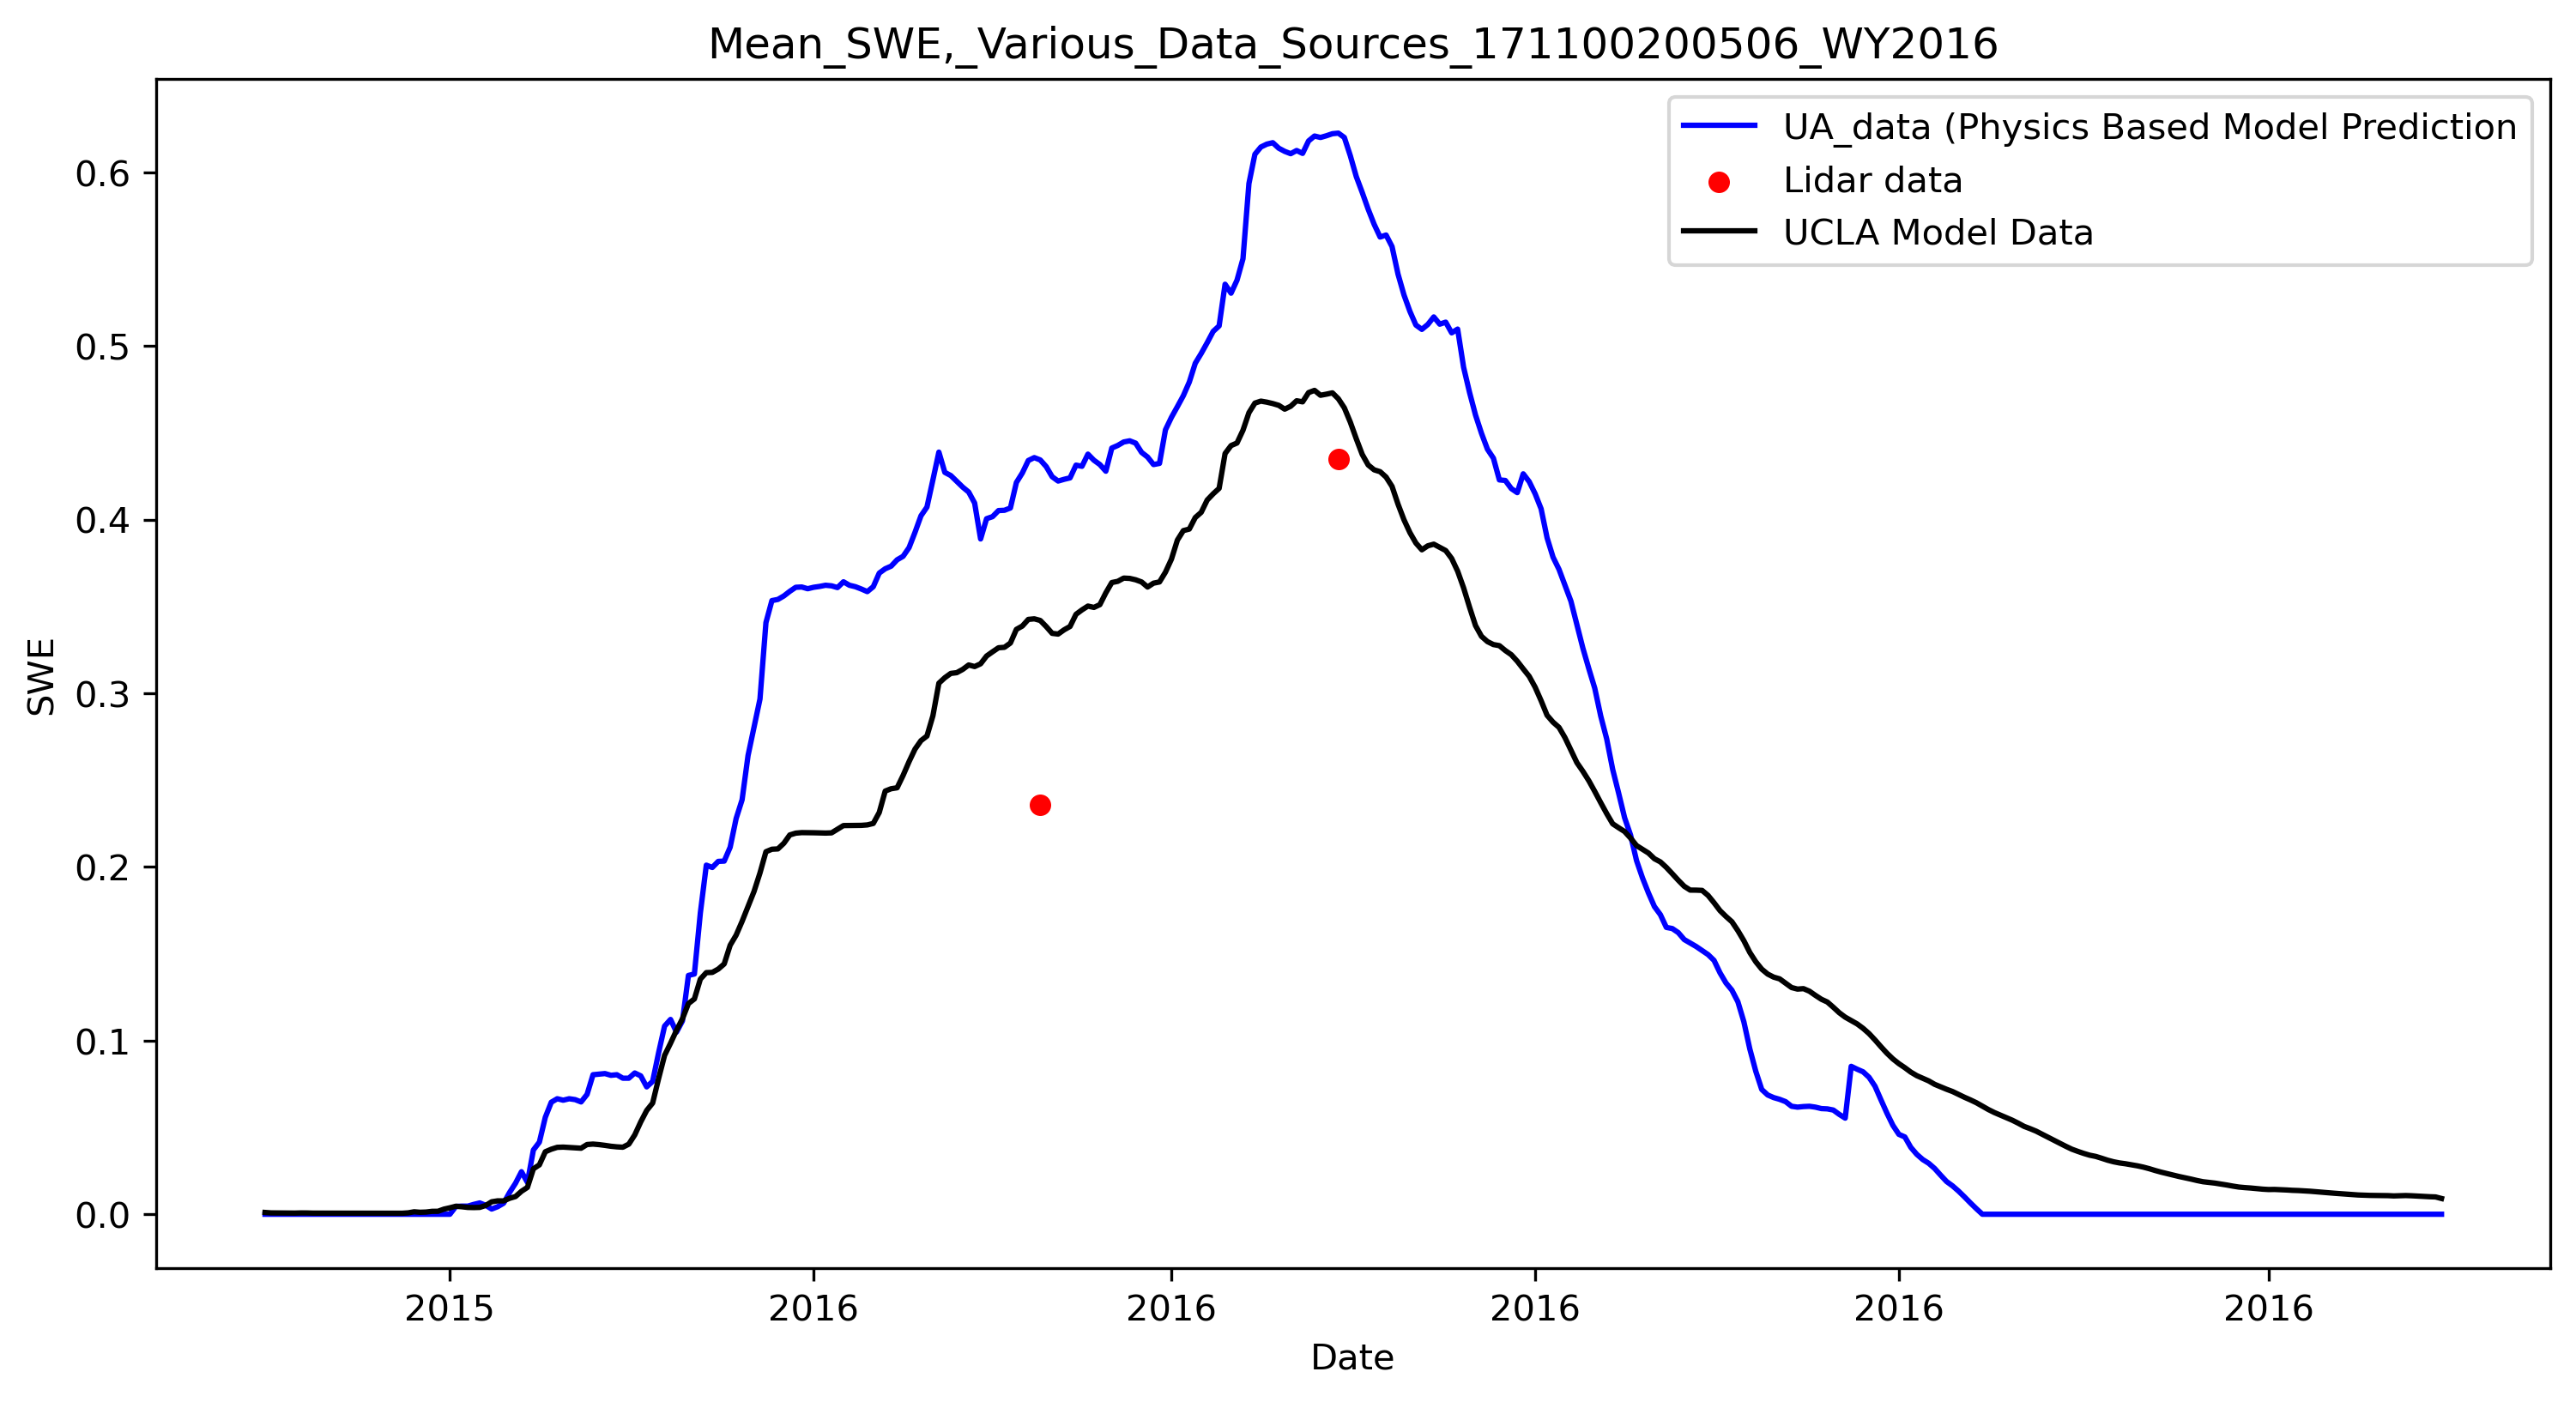 Mean_SWE,_Various_Data_Sources_171100200506_WY2016
UA_data (Physics Based Model Prediction
Lidar data
UCLA Model Data
SWE
0.6
0.5
0.4
0.3
0.2
0.1
0.0
2015 2016 2016 2016 2016 2016
Date